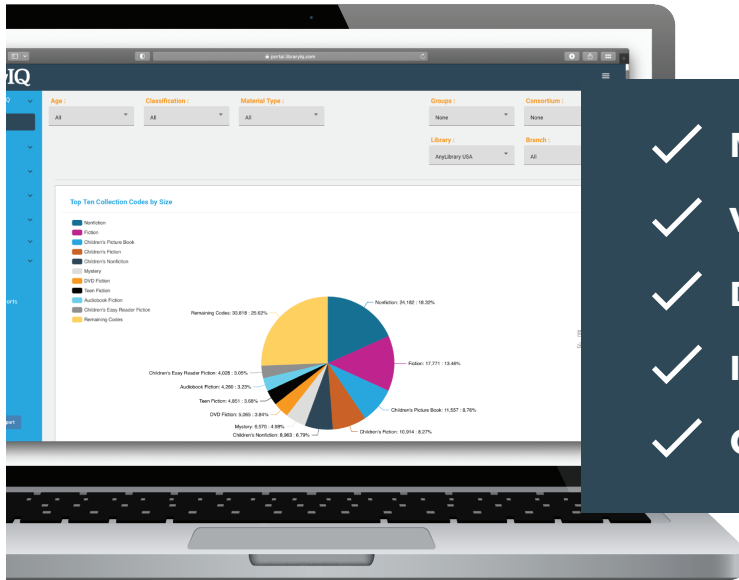 portal.libraryiq.com
IQ
Age : Classification : Material Type : Groups : Consortium :
All All All None None
Library : Branch :
AnyLibrary USA All
Top Ten Collection Codes by Size
Nonfiction
Fiction
Children's Picture Book
Children's Fiction
Children's Nonfiction
Mystery
DVD Fiction
Teen Fiction
Audiobook Fiction
Children's Easy Reader Fiction
Remaining Codes
Remaining Codes: 33,818 : 25.62%
Nonfiction: 24,182 : 18.32%
Fiction: 17,771 : 13.46%
Children's Easy Reader Fiction: 4,028 : 3.05%
Audiobook Fiction: 4,260 : 3.23%
Teen Fiction: 4,851 : 3.68%
DVD Fiction: 5,065 : 3.84%
Mystery: 6,570 : 4.98%
Children's Nonfiction: 8,963 : 6.79%
Children's Picture Book: 11,557 : 8.76%
Children's Fiction: 10,914 : 8.27%